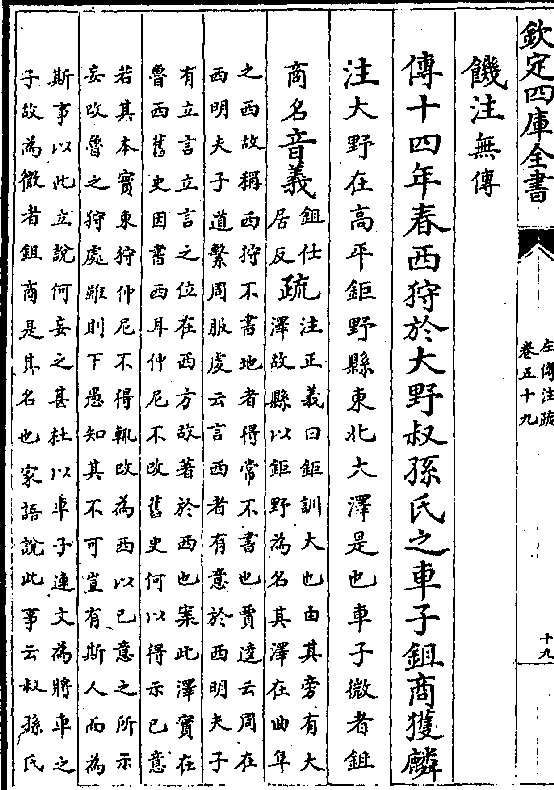 欽定四庫全書
左傳注疏
卷五十九
十九
饑注無傳
傳十四年春西狩於大野叔孫氏之車子鉏商獲麟
注大野在高平鉅野縣東北大澤是也車子微者鉏
商名音義
鉏仕
居反
疏
注正義曰鉅訓大也由其旁有大
澤故縣以鉅野為名其澤在曲阜
之西故稱西狩不書地者得常不書也賈逵云周在
西明夫子道繫周服虔云言西者有意於西明夫子
有立言立言之位在西方故著於西也案此澤實在
魯西舊史因書西耳仲尼不改舊史何以得示已意
若其本實東狩仲尼不得輒改為西以已意之所示
妄改魯之狩處雖則下愚知其不可豈有斯人而為
斯事以此立說何妄之甚杜以車子連文為將車之
子故為微者鉏商是其名也家語說此事云叔孫氏